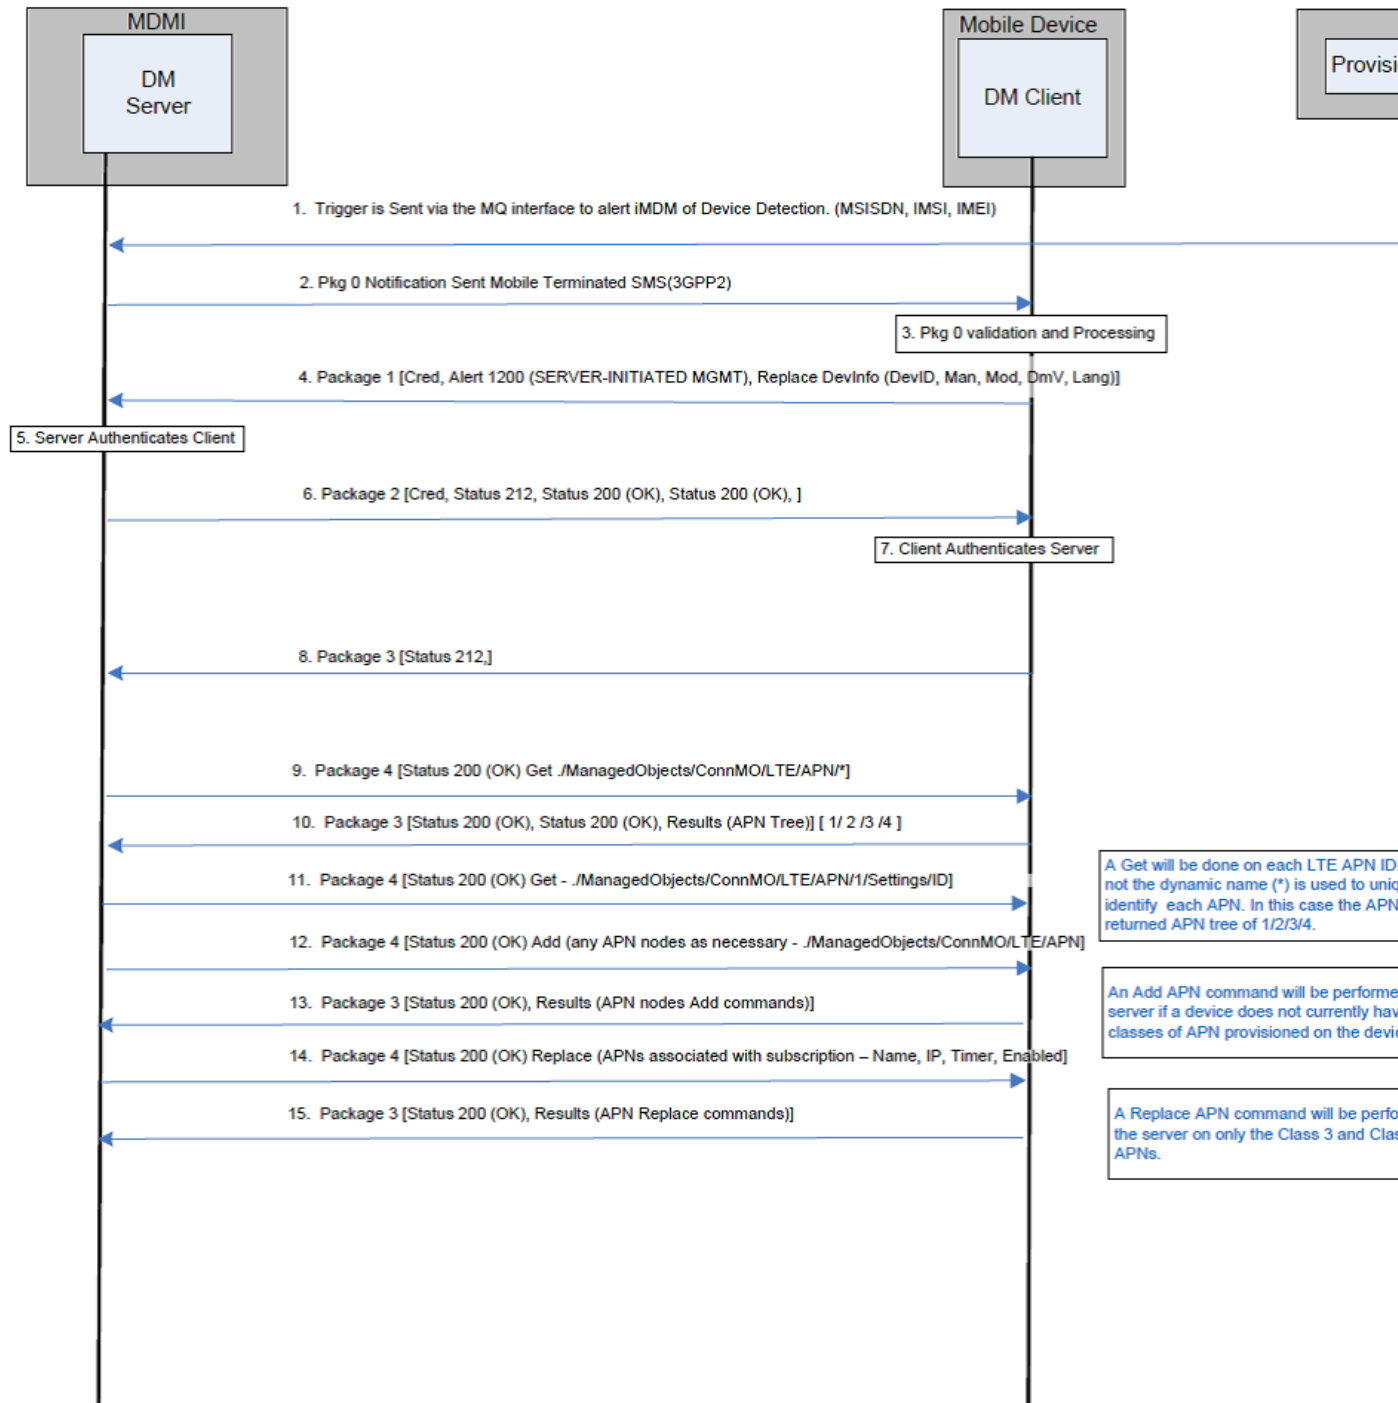 MDMI
DM
Server
Mobile Device
DM Client
1. Trigger is Sent via the MQ interface to alert iMDM of Device Detection. (MSISDN, IMSI, IMEI)
2. Pkg 0 Notification Sent Mobile Terminated SMS(3GPP2)
3. Pkg 0 validation and Processing
4. Package 1 [Cred, Alert 1200 (SERVER-INITIATED MGMT), Replace DevInfo (DevID, Man, Mod, DmV, Lang)]
5. Server Authenticates Client
6. Package 2 [Cred, Status 212, Status 200 (OK), Status 200 (OK), ]
7. Client Authenticates Server
8. Package 3 [Status 212,]
9. Package 4 [Status 200 (OK) Get ./ManagedObjects/ConnMO/LTE/APN/*]
10. Package 3 [Status 200 (OK), Status 200 (OK), Results (APN Tree)] [ 1/ 2 /3 /4 ]
11. Package 4 [Status 200 (OK) Get - ./ManagedObjects/ConnMO/LTE/APN/1/Settings/ID]
A Get will be done on each LTE APN ID
not the dynamic name (*) is used to
identify each APN. In this case the APN
returned APN tree of 1/2/3/4.
12. Package 4 [Status 200 (OK) Add (any APN nodes as necessary - ./ManagedObjects/ConnMO/LTE/APN]
13. Package 3 [Status 200 (OK), Results (APN nodes Add commands)]
An Add APN command will be
server if a device does not currently
classes of APN provisioned on the
14. Package 4 [Status 200 (OK) Replace (APNs associated with subscription – Name, IP, Timer, Enabled]
15. Package 3 [Status 200 (OK), Results (APN Replace commands)]
A Replace APN command will be
the server on only the Class 3 and
APNs.